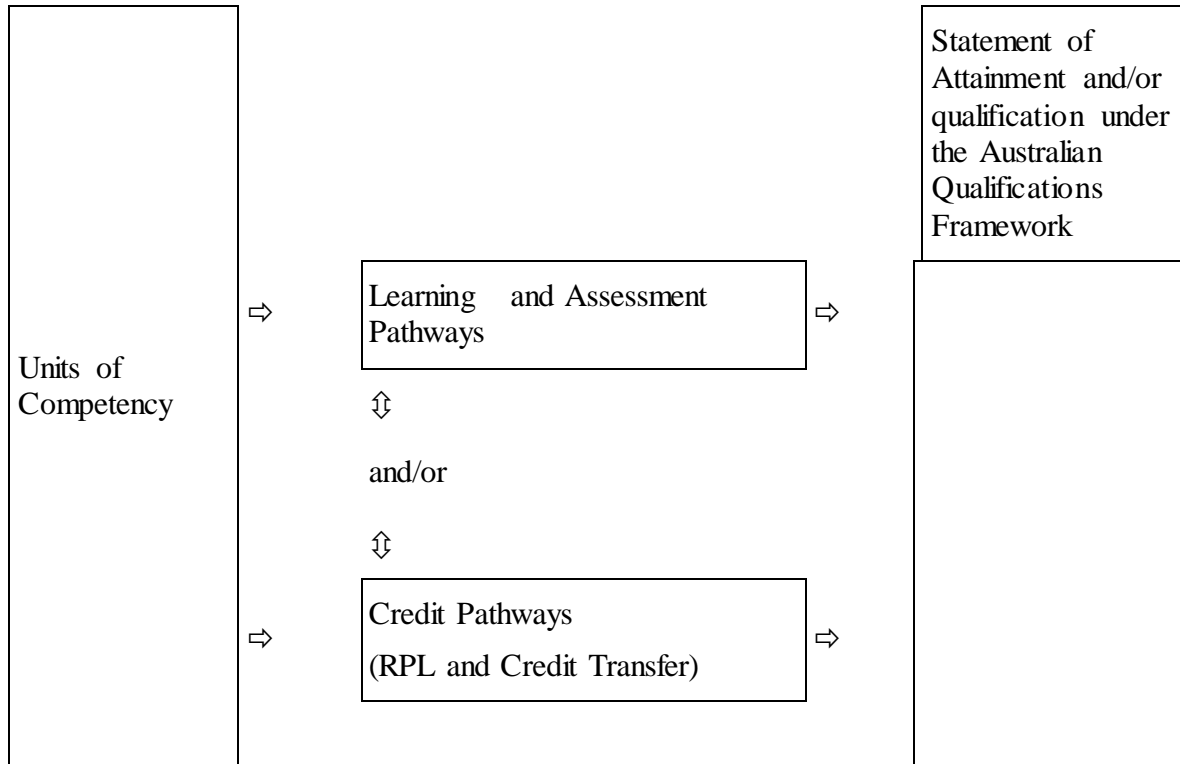 Statement of
Attainment and/or
qualification under
the Australian
Qualifications
Framework
⇨
Learning and Assessment
Pathways
⇨
Units of
Competency
⇕
and/or
⇕
⇨
Credit Pathways
(RPL and Credit Transfer)
⇨